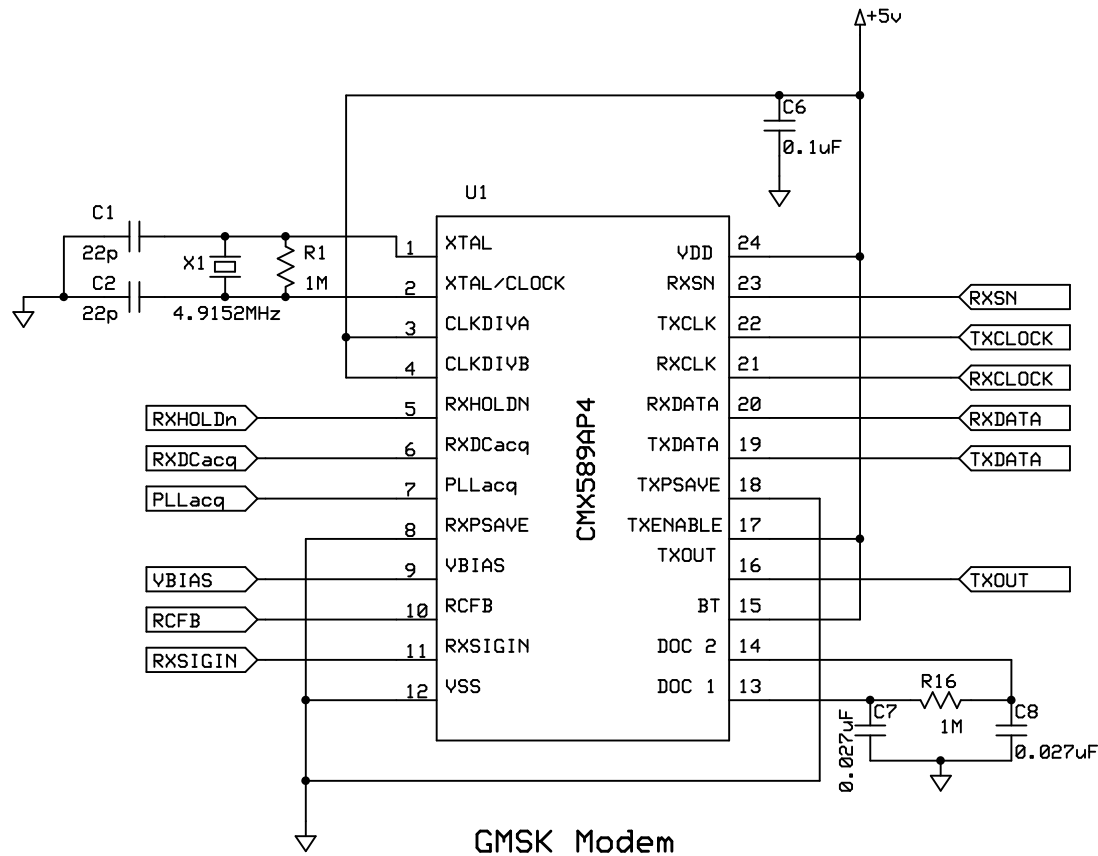 +5v
C6
0.1uF
U1
C1
22p
C2
22p
X1
4.9152MHz
R1
1M
1 XTAL
2 XTAL/CLOCK
3 CLKDIVA
4 CLKDIVB
RXHOLDn 5 RXHOLDN
RXDCacq 6 RXDCacq
PLLacq 7 PLLacq
8 RXPSAVE
VBIAS 9 VBIAS
RCFB 10 RCFB
RXSIGIN 11 RXSIGIN
12 VSS
CMX589AP4
VDD 24
RXSN 23 RXSN
TXCLK 22 TXCLOCK
RXCLK 21 RXCLOCK
RXDATA 20 RXDATA
TXDATA 19 TXDATA
TXPSAVE 18
TXENABLE 17
TXOUT 16 TXOUT
BT 15
DOC 2 14
DOC 1 13
R16
1M
C7
0.027uF
C8
0.027uF
GMSK Modem